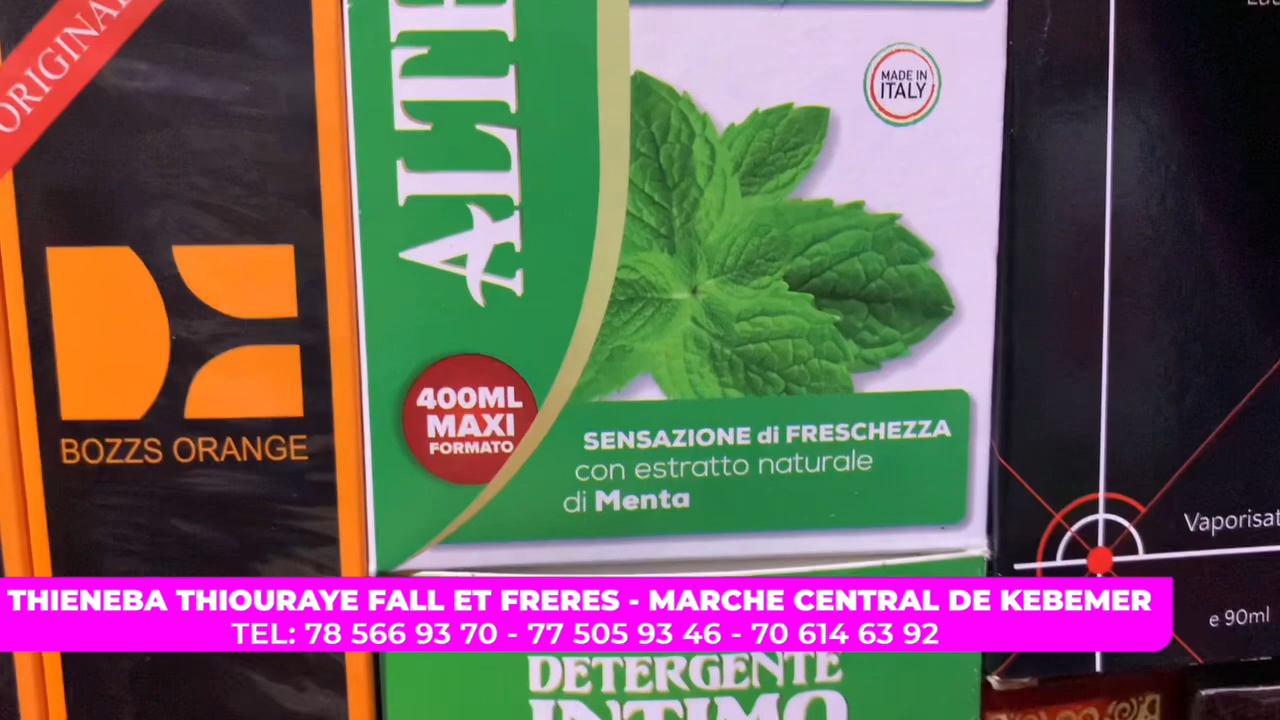 ORIGINAL
MADE IN
ITALY
400ML
MAXI
FORMATO
BOZZS ORANGE
SENSAZIONE di FRESCHEZZA
con estratto naturale
di Menta
e 90ml
THIENEBA THIOURAYE FALL ET FRERES - MARCHE CENTRAL DE KEBEMER
TEL: 78 566 93 70 - 77 505 93 46 - 70 614 63 92
DETERGENTE
INTIMO